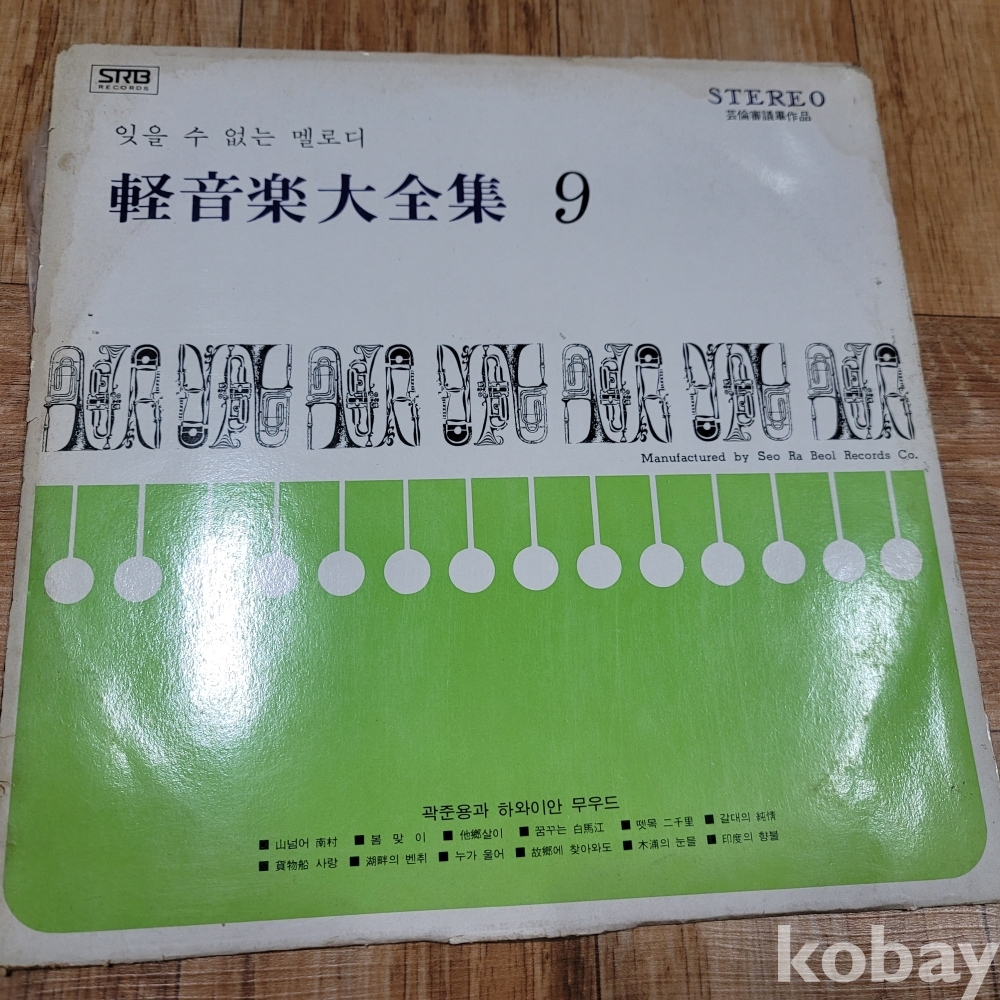 SRB
RECORDS
STEREO
芸倫審議畢作品
잊을 수 없는 멜로디
軽音楽大全集 9
Manufactured by Seo Ra Beol Records Co.
곽준용과 하와이안 무우드
■ 山넘어 南村 ■ 봄 맞 이 ■ 他鄕살이 ■ 꿈꾸는 白馬江 ■ 뗏목 二千里 ■ 갈대의 純情
■ 貨物船 사랑 ■ 湖畔의 벤취 ■ 누가 울어 ■ 故鄕에 찾아와도 ■ 木浦의 눈물 ■ 印度의 향불
kobay